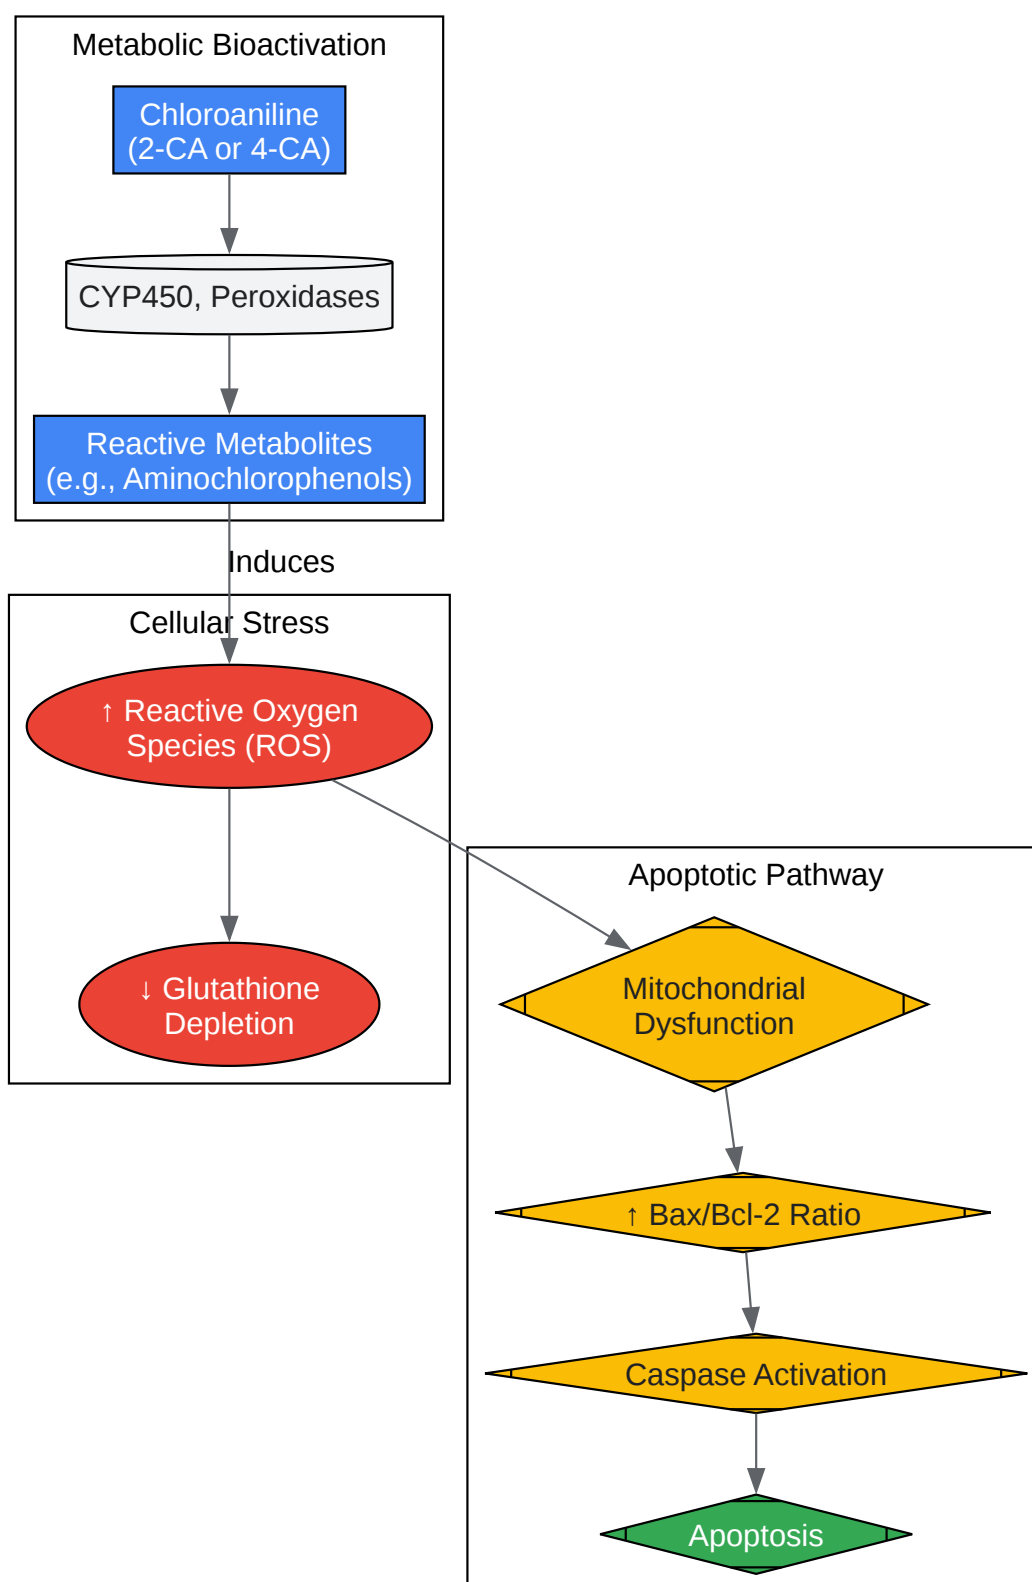 Metabolic Bioactivation
Chloroaniline
(2-CA or 4-CA)
CYP450, Peroxidases
Reactive Metabolites
(e.g., Aminochlorophenols)
Induces
Cellular Stress
↑ Reactive Oxygen
Species (ROS)
↓ Glutathione
Depletion
Apoptotic Pathway
Mitochondrial
Dysfunction
↑ Bax/Bcl-2 Ratio
Caspase Activation
Apoptosis